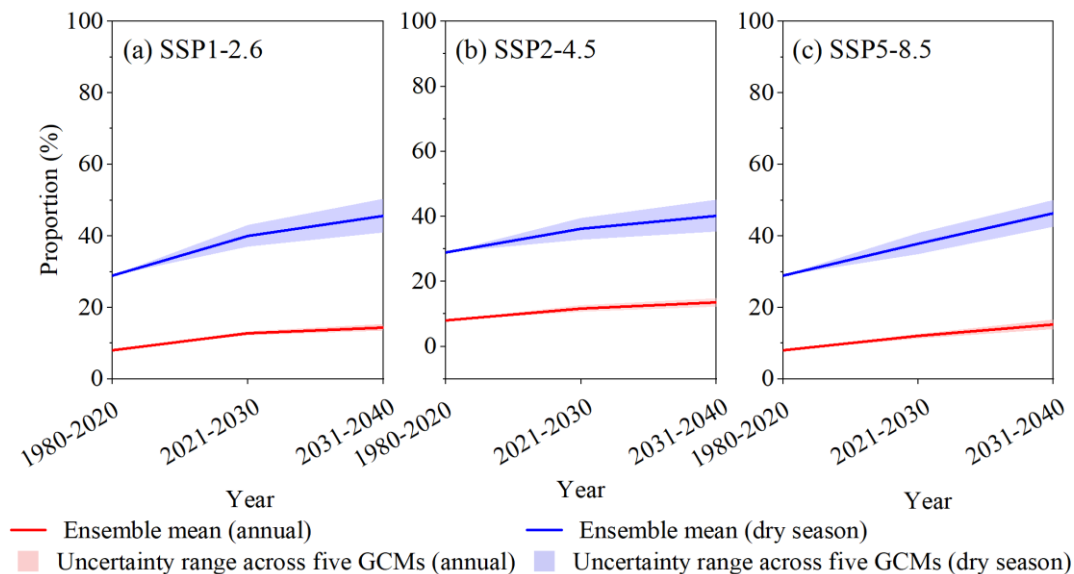 (a) SSP1-2.6
(b) SSP2-4.5
(c) SSP5-8.5
Proportion (%)
100
80
60
40
20
0
100
80
60
40
20
0
100
80
60
40
20
0
1980-2020
2021-2030
2031-2040
1980-2020
2021-2030
2031-2040
1980-2020
2021-2030
2031-2040
Year
Year
Year
Ensemble mean (annual)
Ensemble mean (dry season)
Uncertainty range across five GCMs (annual)
Uncertainty range across five GCMs (dry season)